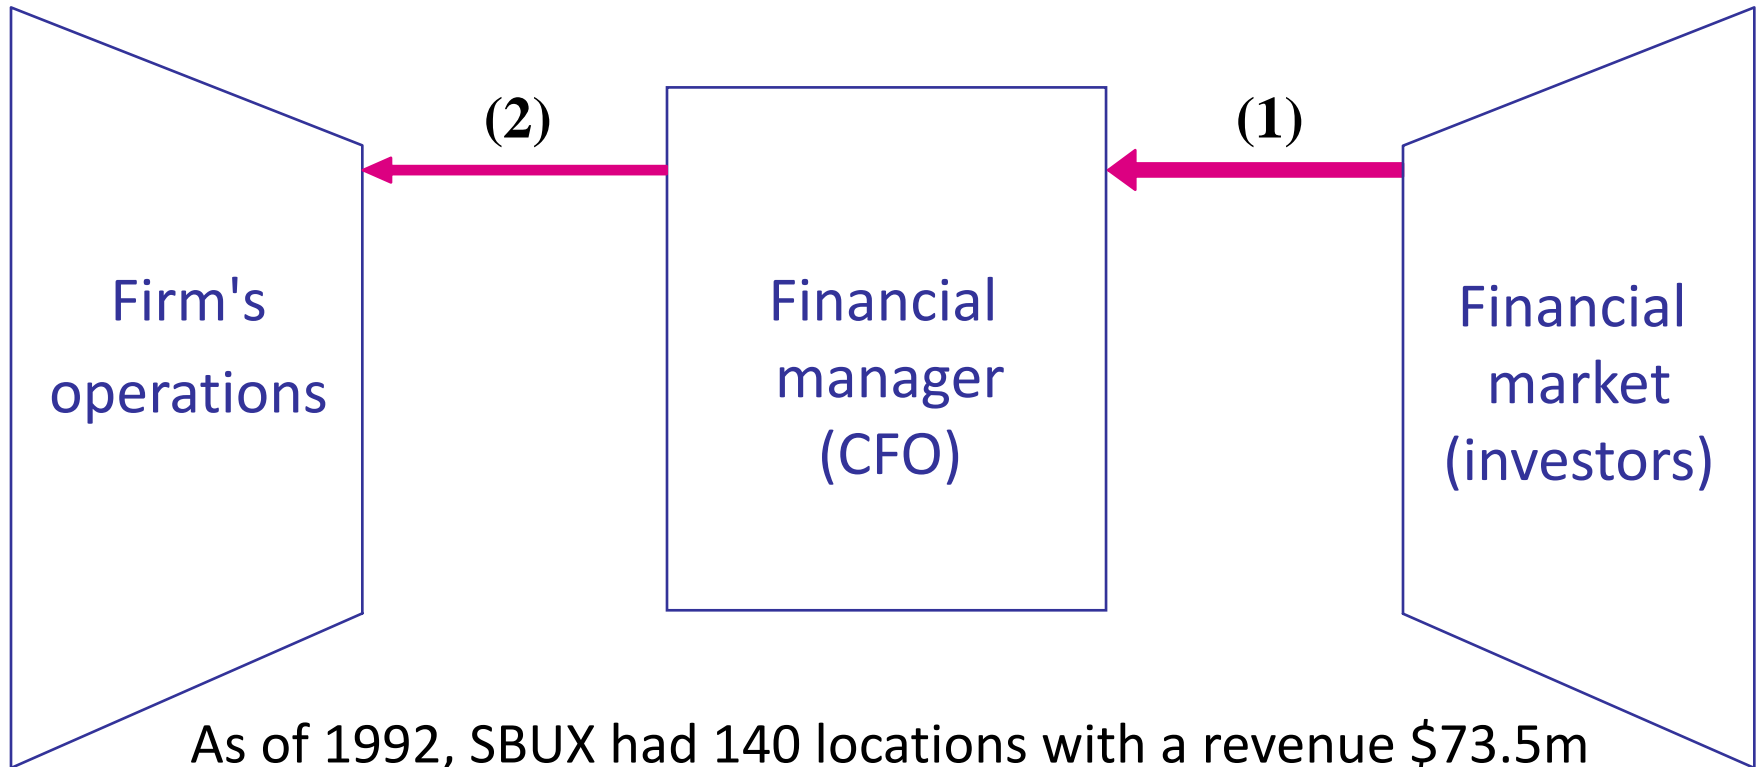 (2)
(1)
Firm's
operations
Financial
manager
(CFO)
Financial
market
(investors)
As of 1992, SBUX had 140 locations with a revenue $73.5m